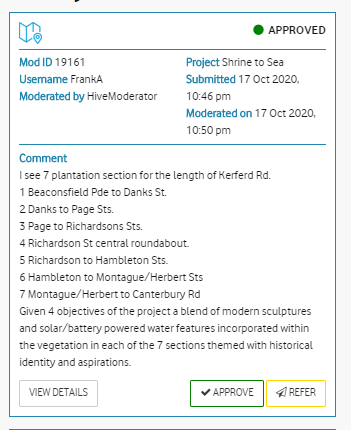 APPROVED
Mod ID 19161
Username FrankA
Moderated by HiveModerator
Project Shrine to Sea
Submitted 17 Oct 2020,
10:46 pm
Moderated on 17 Oct 2020,
10:50 pm
Comment
I see 7 plantation section for the length of Kerferd Rd.
1 Beaconsfield Pde to Danks St.
2 Danks to Page Sts.
3 Page to Richardsons Sts.
4 Richardson St central roundabout.
5 Richardson to Hambleton Sts.
6 Hambleton to Montague/Herbert Sts
7 Montague/Herbert to Canterbury Rd
Given 4 objectives of the project a blend of modern sculptures
and solar/battery powered water features incorporated within
the vegetation in each of the 7 sections themed with historical
identity and aspirations.
VIEW DETAILS
APPROVE
REFER